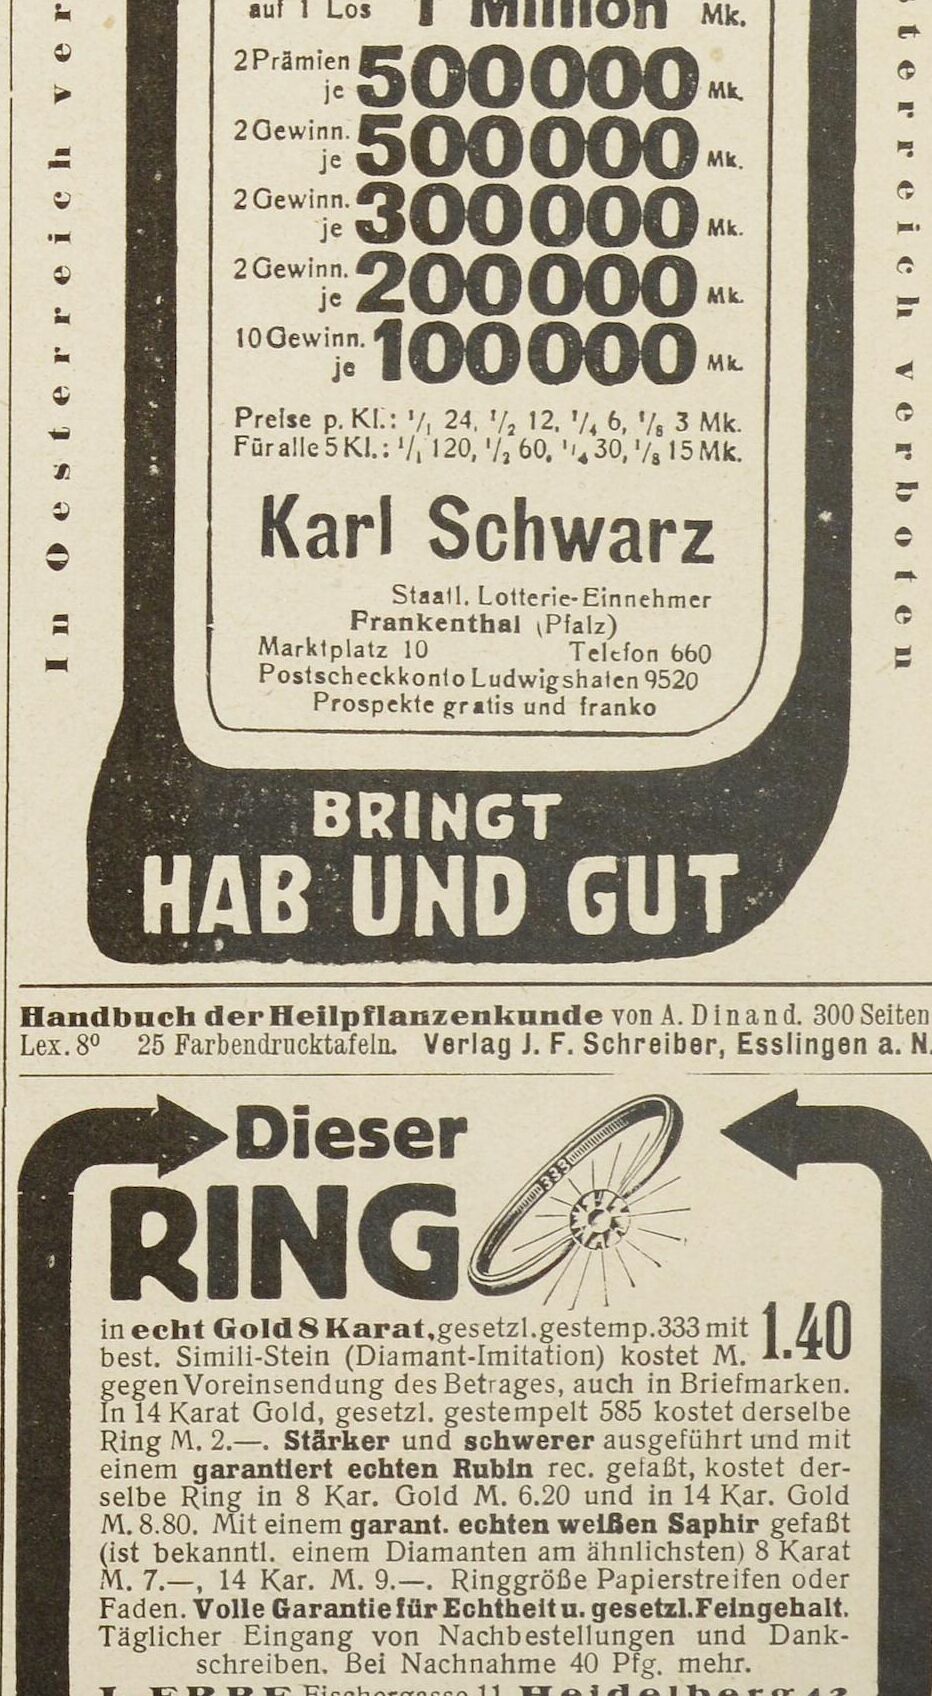 auf 1 Los 1 Million Mk.
2 Prämien je 500000 Mk.
2 Gewinn. je 500000 Mk.
2 Gewinn. je 300000 Mk.
2 Gewinn. je 200000 Mk.
10 Gewinn. je 100000 Mk.
Preise p. Kl.: 1/1 24, 1/2 12, 1/4 6, 1/8 3 Mk.
Für alle 5 Kl.: 1/1 120, 1/2 60, 1/4 30, 1/8 15 Mk.
Karl Schwarz
Staatl. Lotterie-Einnehmer
Frankenthal (Pfalz)
Marktplatz 10 Telefon 660
Postscheckkonto Ludwigshafen 9520
Prospekte gratis und franko
BRINGT
HAB UND GUT
In Oesterreich ver
sterreich verboten
Handbuch der Heilpflanzenkunde von A. Dinand. 300 Seiten
Lex. 8⁰ 25 Farbendrucktafeln. Verlag J. F. Schreiber, Esslingen a. N.
Dieser
RING
333
in echt Gold 8 Karat, gesetzl. gestemp. 333 mit
best. Simili-Stein (Diamant-Imitation) kostet M. 1.40
gegen Voreinsendung des Betrages, auch in Briefmarken.
In 14 Karat Gold, gesetzl. gestempelt 585 kostet derselbe
Ring M. 2.—. Stärker und schwerer ausgeführt und mit
einem garantiert echten Rubin rec. gefaßt, kostet der-
selbe Ring in 8 Kar. Gold M. 6.20 und in 14 Kar. Gold
M. 8.80. Mit einem garant. echten weißen Saphir gefaßt
(ist bekanntl. einem Diamanten am ähnlichsten) 8 Karat
M. 7.—, 14 Kar. M. 9.—. Ringgröße Papierstreifen oder
Faden. Volle Garantie für Echtheit u. gesetzl. Feingehalt.
Täglicher Eingang von Nachbestellungen und Dank-
schreiben. Bei Nachnahme 40 Pfg. mehr.
Fischergasse 11 Heidelberg